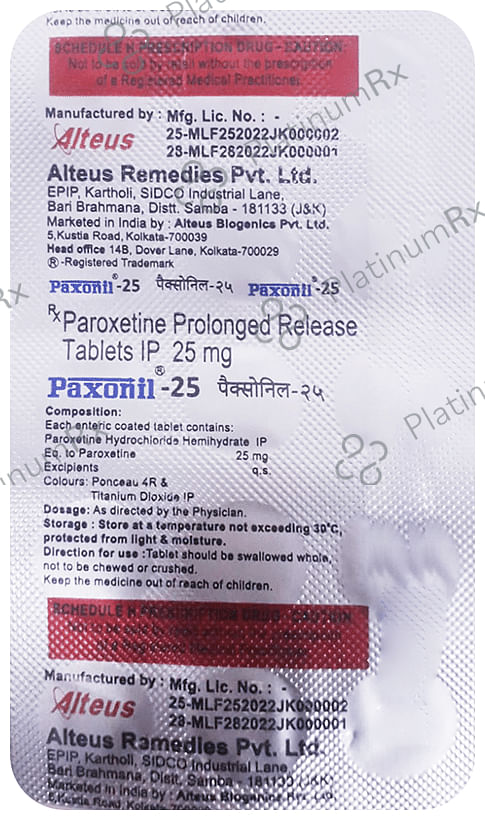 Keep the medicine out of reach of children.
SCHEDULE H PRESCRIPTION DRUG - CAUTION:
Not to be sold by retail without the prescription
of a Registered Medical Practitioner.
Manufactured by : Mfg. Lic. No. : -
Alteus 25-MLF252022JK000002
28-MLF282022JK000001
Alteus Remedies Pvt. Ltd.
EPIP, Kartholi, SIDCO Industrial Lane,
Bari Brahmana, Distt. Samba - 181133 (J&K)
Marketed in India by : Alteus Biogenics Pvt. Ltd.
5,Kustia Road, Kolkata-700039
Head office 14B, Dover Lane, Kolkata-700029
®-Registered Trademark
Paxonil®-25 पैक्सोनिल-२५ Paxonil®-25
Rx Paroxetine Prolonged Release
Tablets IP 25 mg
Paxonil®-25 पैक्सोनिल-२५
Composition:
Each enteric coated tablet contains:
Paroxetine Hydrochloride Hemihydrate IP
Eq. to Paroxetine 25 mg
Excipients q.s.
Colours: Ponceau 4R &
Titanium Dioxide IP
Dosage: As directed by the Physician.
Storage : Store at a temperature not exceeding 30°C,
protected from light & moisture.
Direction for use :Tablet should be swallowed whole,
not to be chewed or crushed.
Keep the medicine out of reach of children.
SCHEDULE H PRESCRIPTION DRUG - CAUTION
Manufactured by : Mfg. Lic. No. : -
Alteus 25-MLF252022JK000002
28-MLF282022JK000001
Alteus Remedies Pvt. Ltd.
EPIP, Kartholi, SIDCO Industrial Lane,
Bari Brahmana, Distt. Samba - 181133 (J&K)
Marketed in India by : Alteus Biogenics Pvt. Ltd.
5,Kustia Road, Kolkata-700039
PlatinumRx
PlatinumRx